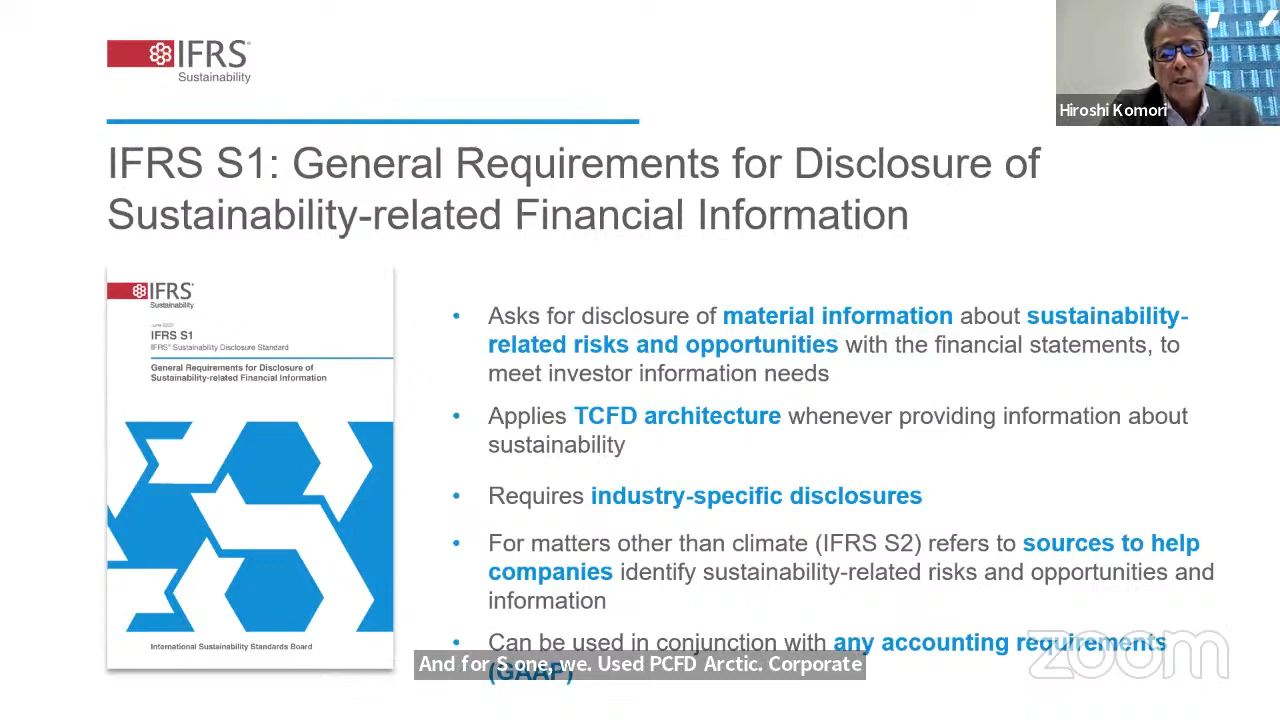 IFRS
Sustainability
Hiroshi Komori
IFRS S1: General Requirements for Disclosure of
Sustainability-related Financial Information
IFRS
Sustainability
June 2023
IFRS S1
IFRS® Sustainability Disclosure Standard
General Requirements for Disclosure of
Sustainability-related Financial Information
International Sustainability Standards Board
• Asks for disclosure of material information about sustainability-
related risks and opportunities with the financial statements, to
meet investor information needs
• Applies TCFD architecture whenever providing information about
sustainability
• Requires industry-specific disclosures
• For matters other than climate (IFRS S2) refers to sources to help
companies identify sustainability-related risks and opportunities and
information
• Can be used in conjunction with any accounting requirements
(GAAP)
And for S one, we. Used PCFD Arctic. Corporate
zoom